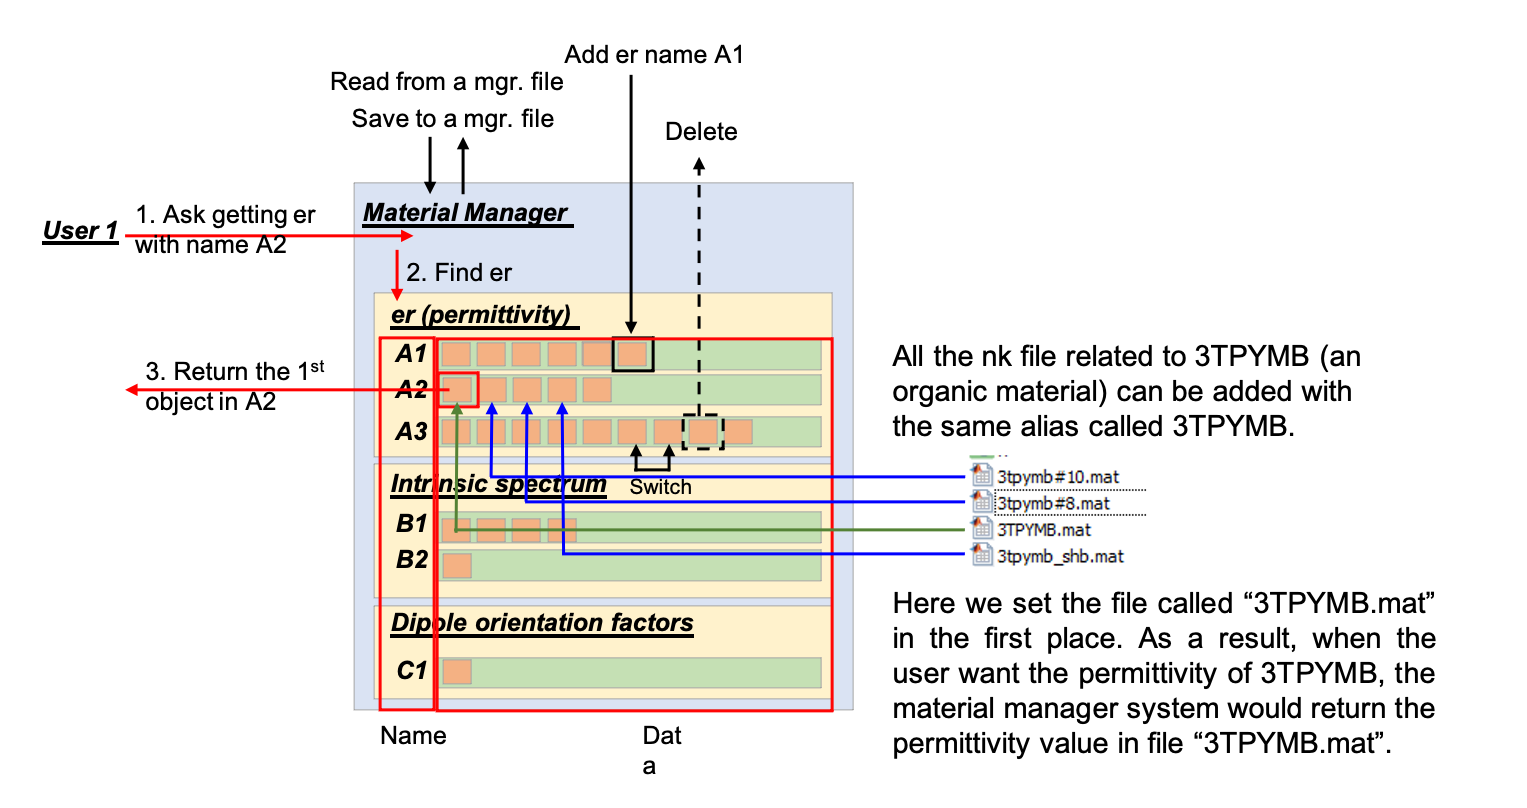 Add er name A1
Read from a mgr. file
Save to a mgr. file
Delete
Material Manager
User 1
1. Ask getting er
with name A2
2. Find er
er (permittivity)
A1
3. Return the 1st
object in A2
A2
A3
All the nk file related to 3TPYMB (an
organic material) can be added with
the same alias called 3TPYMB.
Intrinsic spectrum
Switch
3tpymb#10.mat
3tpymb#8.mat
3TPYMB.mat
3tpymb_shb.mat
B1
B2
Here we set the file called “3TPYMB.mat”
in the first place. As a result, when the
user want the permittivity of 3TPYMB, the
material manager system would return the
permittivity value in file “3TPYMB.mat”.
Dipole orientation factors
C1
Name
Dat
a